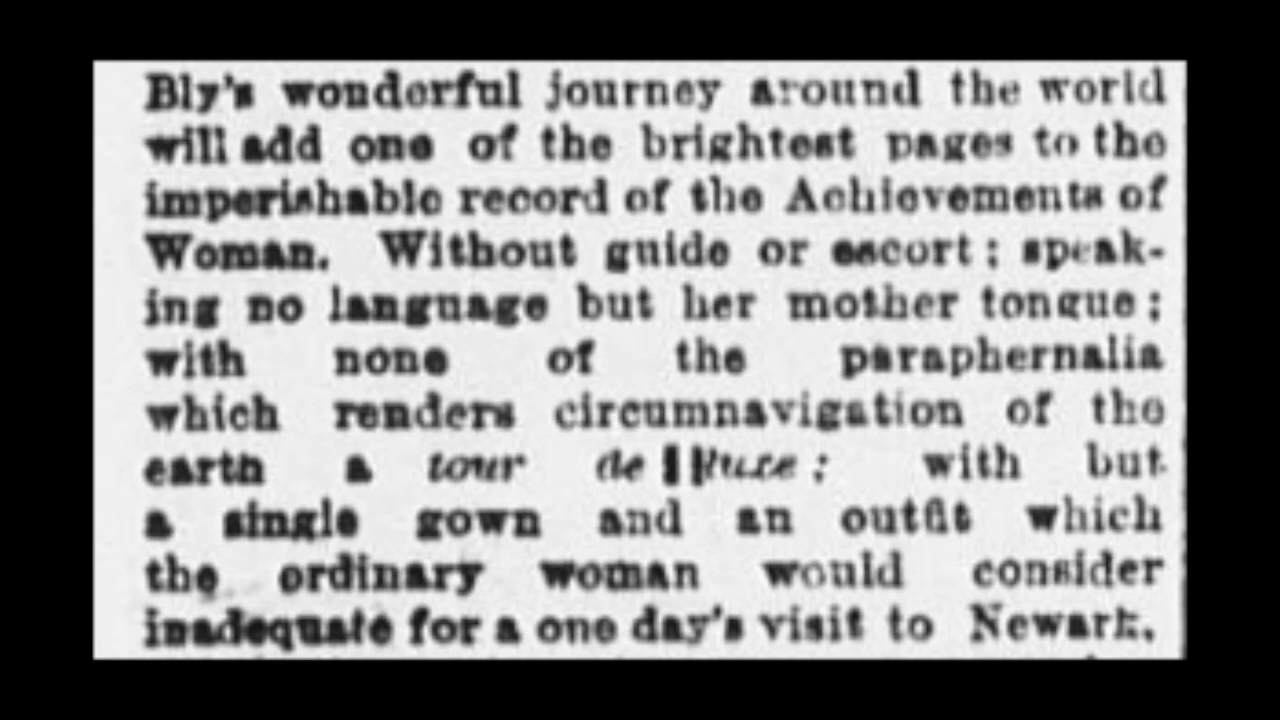 Bly's wonderful journey around the world
will add one of the brightest pages to the
imperishable record of the Achievements of
Woman. Without guide or escort; speak-
ing no language but her mother tongue;
with none of the paraphernalia
which renders circumnavigation of the
earth a tour de luxe; with but
a single gown and an outfit which
the ordinary woman would consider
inadequate for a one day's visit to Newark,